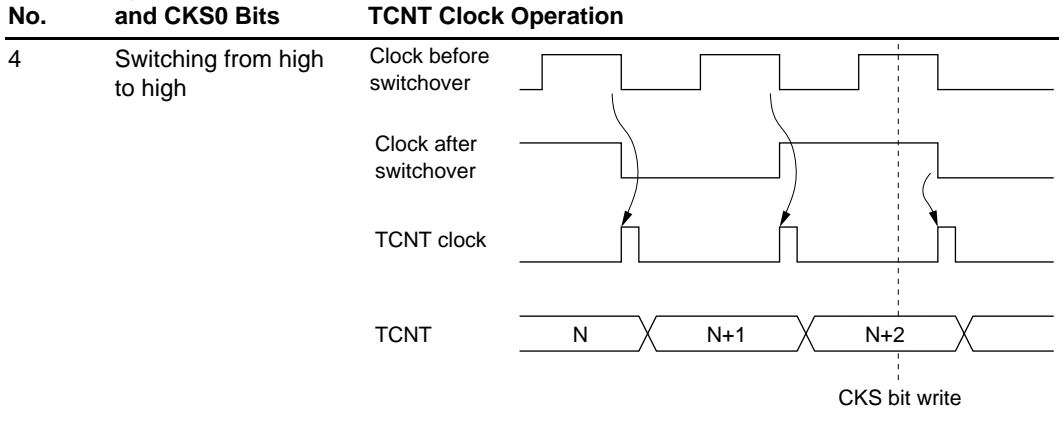 No. and CKS0 Bits TCNT Clock Operation
4 Switching from high Clock before
to high switchover
Clock after
switchover
TCNT clock
TCNT N N+1 N+2
CKS bit write